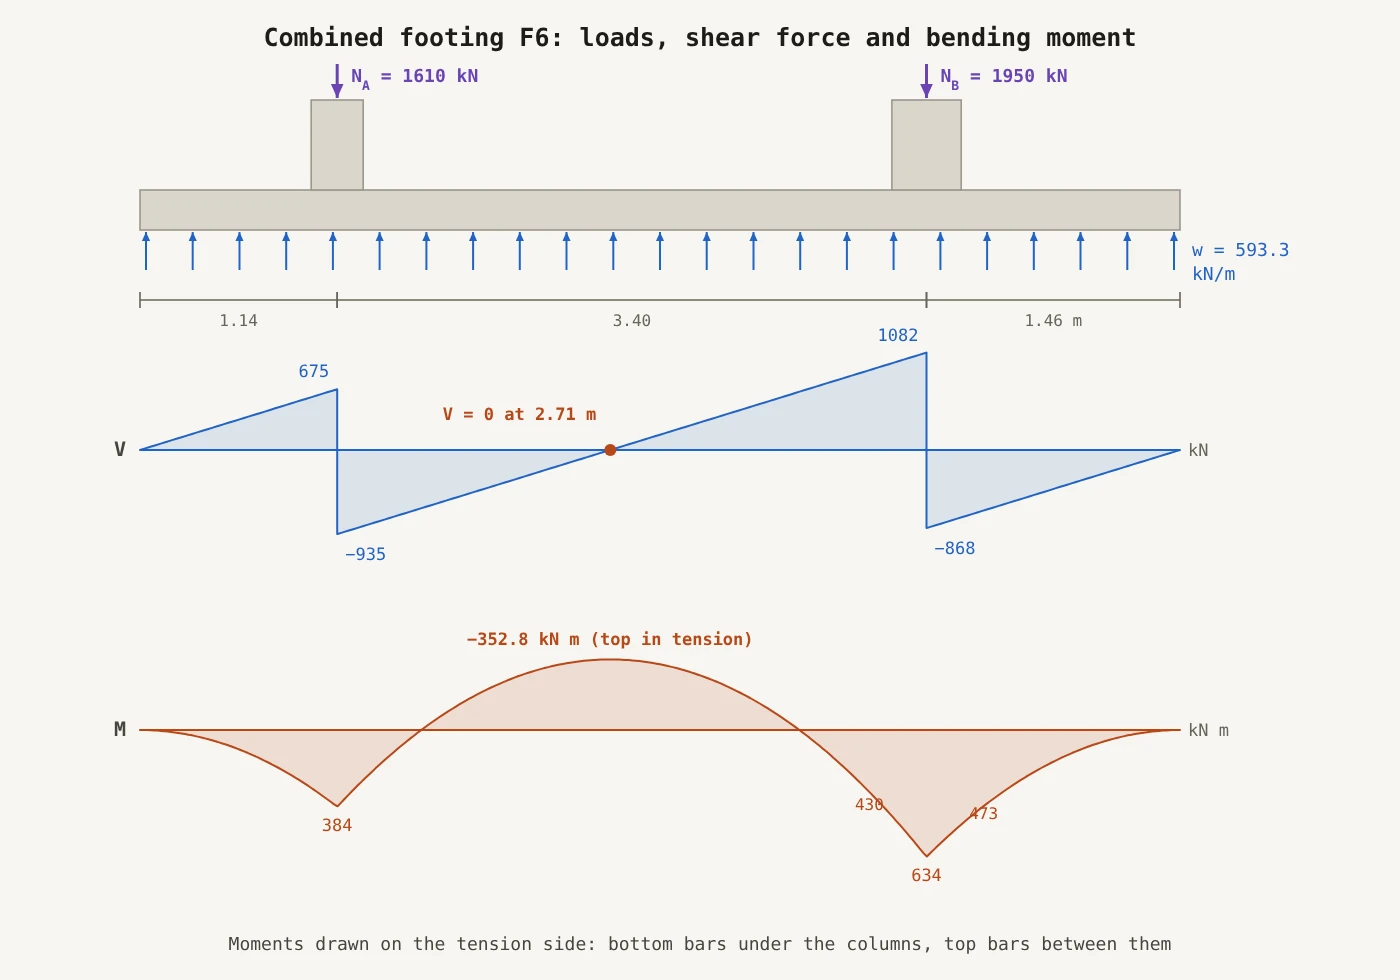 Combined footing F6: loads, shear force and bending moment
N_A = 1610 kN
N_B = 1950 kN
w = 593.3
kN/m
1.14
3.40
1.46 m
1082
675
V = 0 at 2.71 m
V
kN
−935
−868
−352.8 kN m (top in tension)
M
kN m
430
473
384
634
Moments drawn on the tension side: bottom bars under the columns, top bars between them